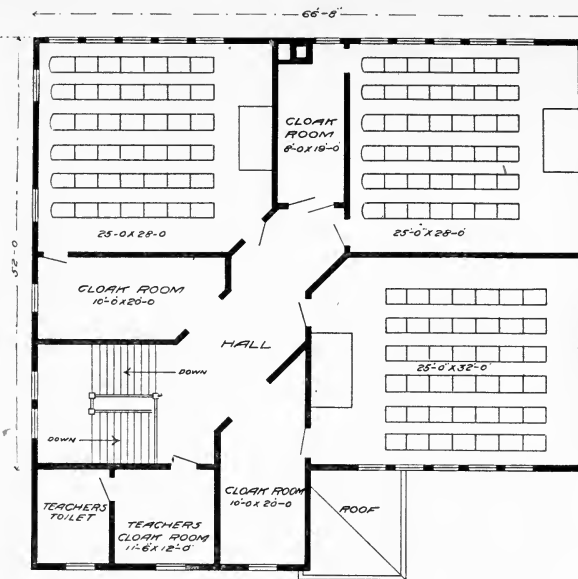 66'-8"
CLOAK
ROOM
8'-0 X 19'-0
25-0 X 28-0
25'-0 X 28'-0
52'-0
CLOAK ROOM
10'-0 X 20'-0
HALL
DOWN
25'-0 X 32'-0
DOWN
CLOAK ROOM
10'-0 X 20'-0
TEACHERS
TOILET
TEACHERS
CLOAK ROOM
11'-6 X 12'-0
ROOF